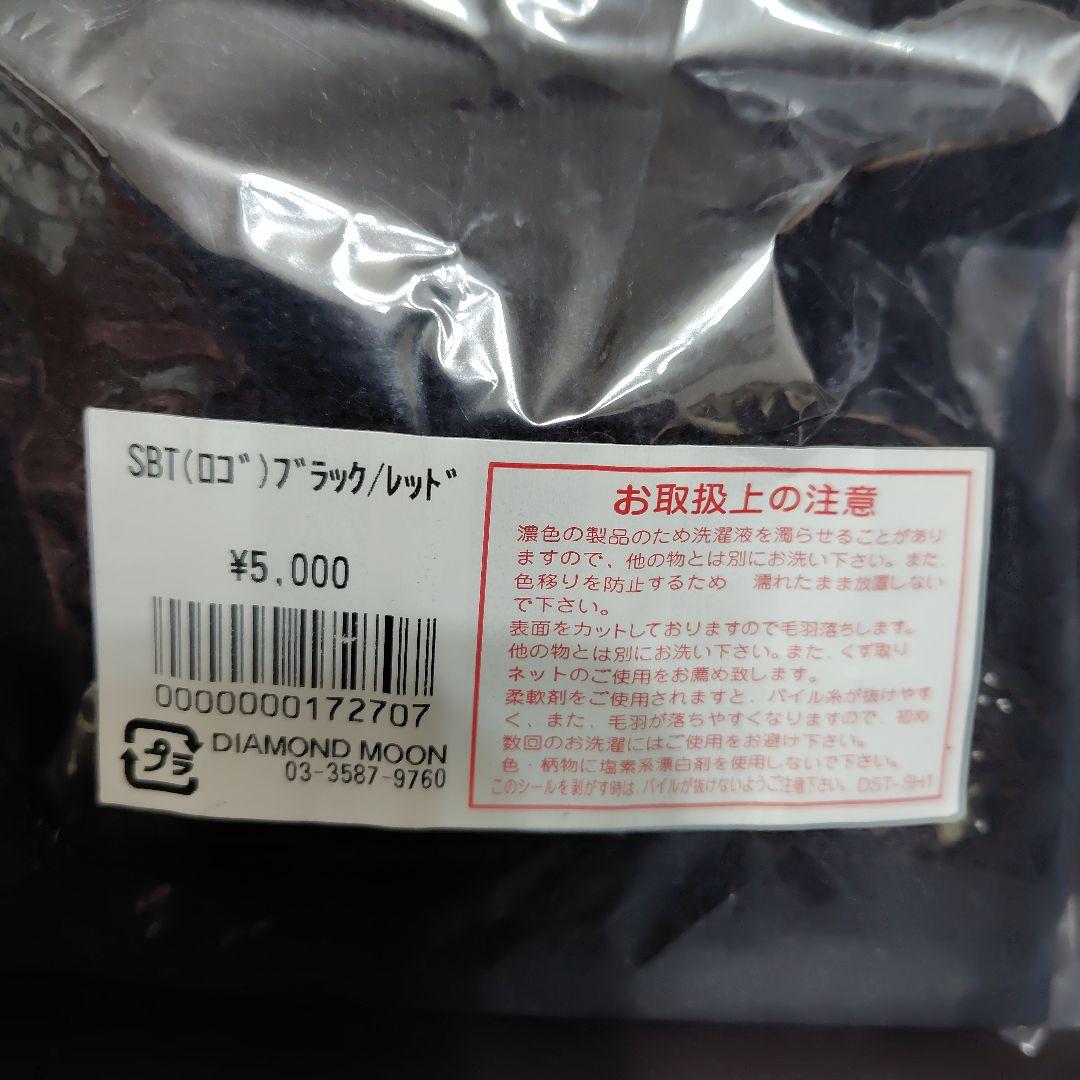 SBT(ﾛｺﾞ)ﾌﾞﾗｯｸ/ﾚｯﾄﾞ
¥5,000
0000000172707
プラ
DIAMOND MOON
03-3587-9760
お取扱上の注意
濃色の製品のため洗濯液を濁らせることがあり
ますので、他の物とは別にお洗い下さい。また、
色移りを防止するため　濡れたまま放置しない
で下さい。
表面をカットしておりますので毛羽落ちします。
他の物とは別にお洗い下さい。また、くず取り
ネットのご使用をお薦め致します。
柔軟剤をご使用されますと、パイル糸が抜けやす
く、また、毛羽が落ちやすくなりますので、初め
数回のお洗濯にはご使用をお避け下さい。
色・柄物に塩素系漂白剤を使用しないで下さい。
このシールを剥がす時は、パイルが抜けないようご注意下さい。 DST-SH1